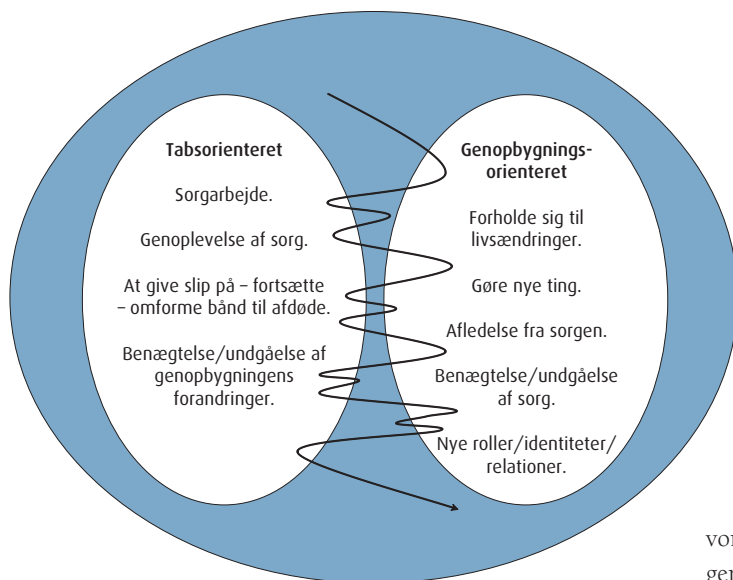 Tabsorienteret
Sorgarbejde.
Genoplevelse af sorg.
At give slip på – fortsætte
– omforme bånd til afdøde.
Benægtelse/undgåelse af
genopbygningens
forandringer.
Genopbygnings-
orienteret
Forholde sig til
livsændringer.
Gøre nye ting.
Afledelse fra sorgen.
Benægtelse/undgåelse
af sorg.
Nye roller/identiteter/
relationer.